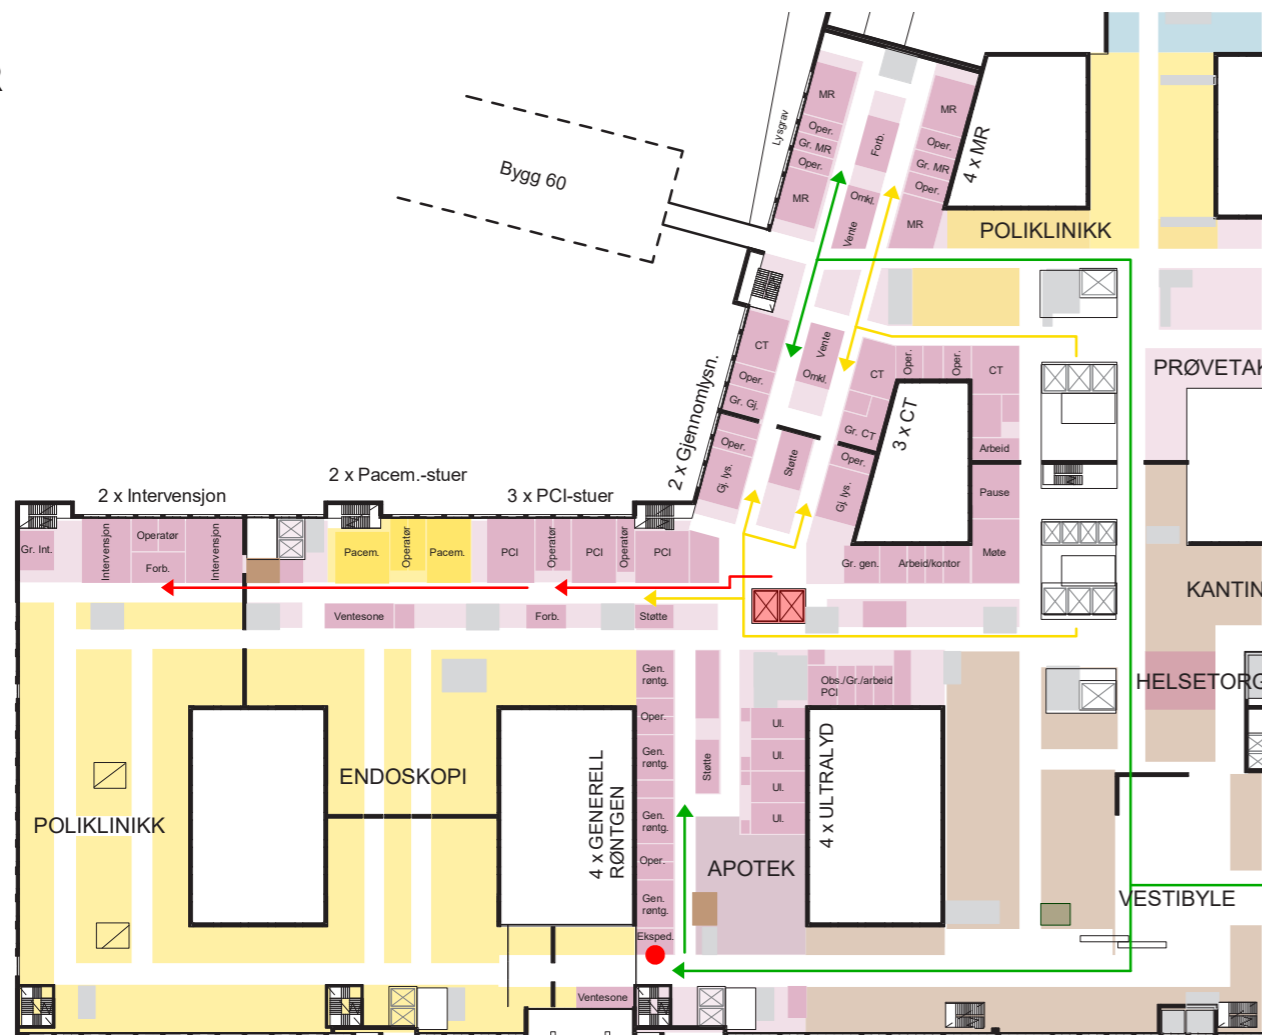 R
Lysgrav
MR
Oper.
Gr. MR
Oper.
MR
Forb.
Omkl.
Vente
MR
Oper.
Gr. MR
Oper.
MR
4 x MR
Bygg 60
POLIKLINIKK
CT
Oper.
Gr. Gj.
Oper.
Gj. lys.
2 x Gjennomlysn.
Vente
Omkl.
Støtte
CT
Oper.
Oper.
CT
Gr. CT
Oper.
Gj. lys.
3 x CT
Arbeid
Pause
Møte
Gr. gen.
Arbeid/kontor
PRØVETAK
KANTIN
HELSETORG
VESTIBYLE
2 x Intervensjon
2 x Pacem.-stuer
3 x PCI-stuer
Gr. Int.
Intervensjon
Operatør
Forb.
Intervensjon
Pacem.
Operatør
Pacem.
PCI
Operatør
PCI
Operatør
PCI
Ventesone
Forb.
Støtte
Gen.
røntg.
Oper.
Gen.
røntg.
Gen.
røntg.
Oper.
Gen.
røntg.
Eksped.
Støtte
Obs./Gr./arbeid
PCI
Ul.
Ul.
Ul.
Ul.
4 x ULTRALYD
4 x GENERELL
RØNTGEN
APOTEK
ENDOSKOPI
POLIKLINIKK
Ventesone